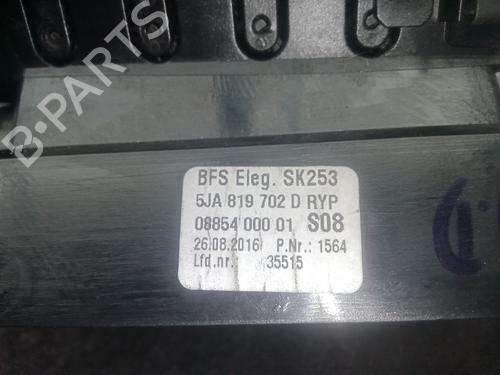 B-PARTS
BFS Eleg. SK253
5JA 819 702 D RYP
08854 000 01 S08
26.08.2016 P.Nr.: 1564
Lfd.nr.: 35515